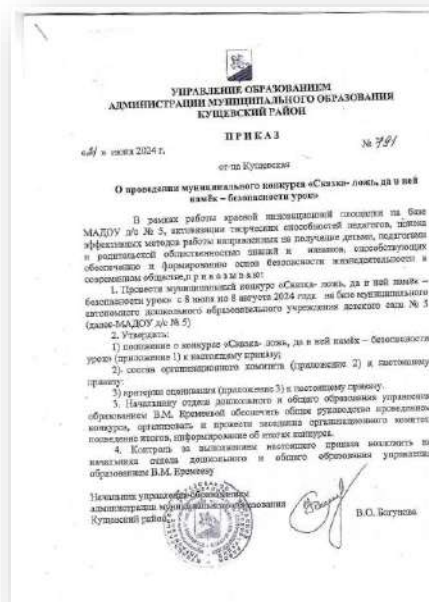 УПРАВЛЕНИЕ ОБРАЗОВАНИЕМ
АДМИНИСТРАЦИИ МУНИЦИПАЛЬНОГО ОБРАЗОВАНИЯ
КУЩЕВСКИЙ РАЙОН
ПРИКАЗ
«21» июня 2024 г.
№ 791
ст-ца Кущевская
О проведении муниципального конкурса «Сказка- ложь, да в ней
намёк – безопасности урок»
В рамках работы краевой инновационной площадки на базе
МАДОУ д/с № 5, активизации творческих способностей педагогов, поиска
эффективных методов работы направленных на получение детьми, педагогами
и родительской общественностью знаний и навыков, способствующих
обеспечению и формированию основ безопасности жизнедеятельности в
современном обществе, п р и к а з ы в а ю:
1. Провести муниципальный конкурс «Сказка- ложь, да в ней намёк –
безопасности урок» с 8 июля по 8 августа 2024 года на базе муниципального
автономного дошкольного образовательного учреждения детского сада № 5
(далее-МАДОУ д/с № 5)
2. Утвердить:
1) положение о конкурсе «Сказка- ложь, да в ней намёк – безопасности
урок» (приложение 1) к настоящему приказу;
2) состав организационного комитета (приложение 2) к настоящему
приказу;
3) критерии оценивания (приложение 3) к настоящему приказу.
3. Начальнику отдела дошкольного и общего образования управления
образованием В.М. Еремеевой обеспечить общее руководство проведением
конкурса, организовать и провести заседания организационного комитета,
подведение итогов, информирование об итогах конкурса.
4. Контроль за выполнением настоящего приказа возложить на
начальника отдела дошкольного и общего образования управления
образованием В.М. Еремееву
Начальник управления образованием
администрации муниципального образования
Кущевский район
В.О. Богунова